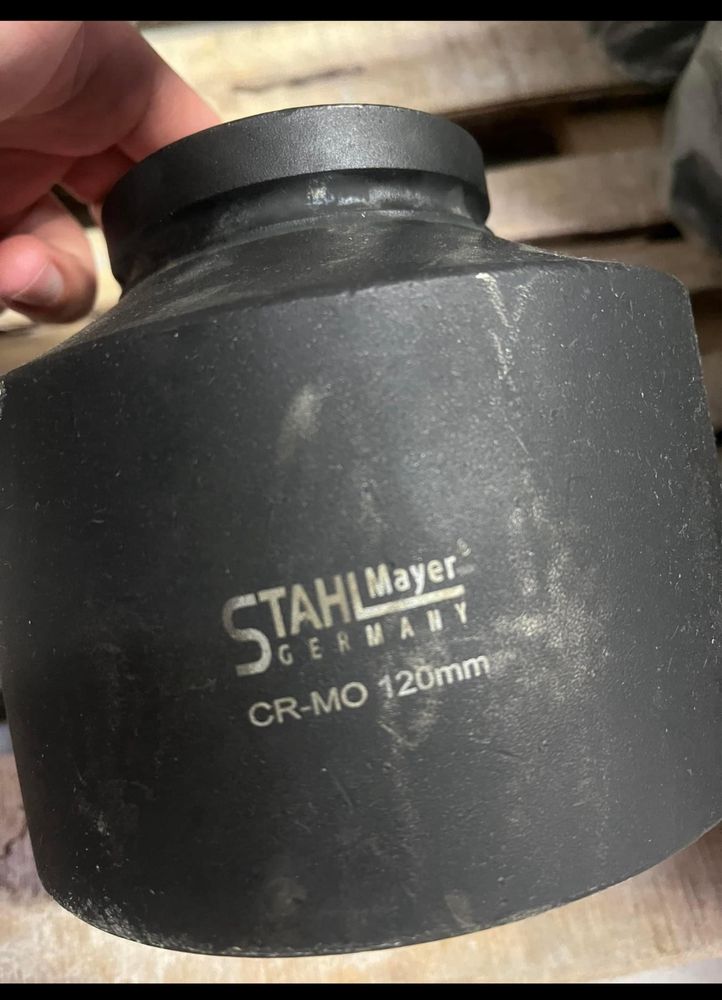 STAHL Mayer
GERMANY
CR-MO 120mm